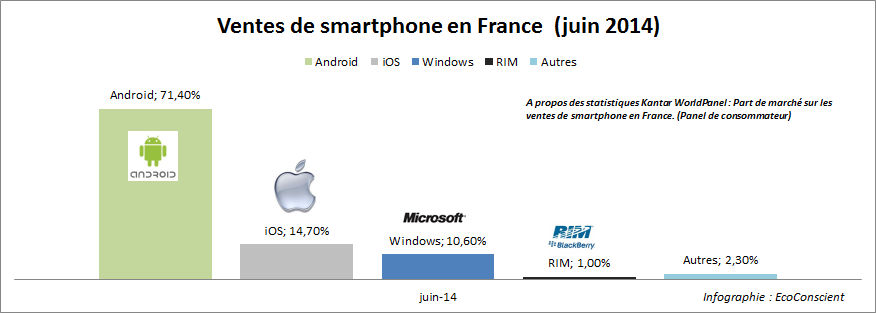 Ventes de smartphone en France (juin 2014)
Android iOS Windows RIM Autres
Android; 71,40%
A propos des statistiques Kantar WorldPanel : Part de marché sur les
ventes de smartphone en France. (Panel de consommateur)
ANDROID
iOS; 14,70%
Microsoft
Windows; 10,60%
RIM
BlackBerry
RIM; 1,00%
Autres; 2,30%
juin-14
Infographie : EcoConscient